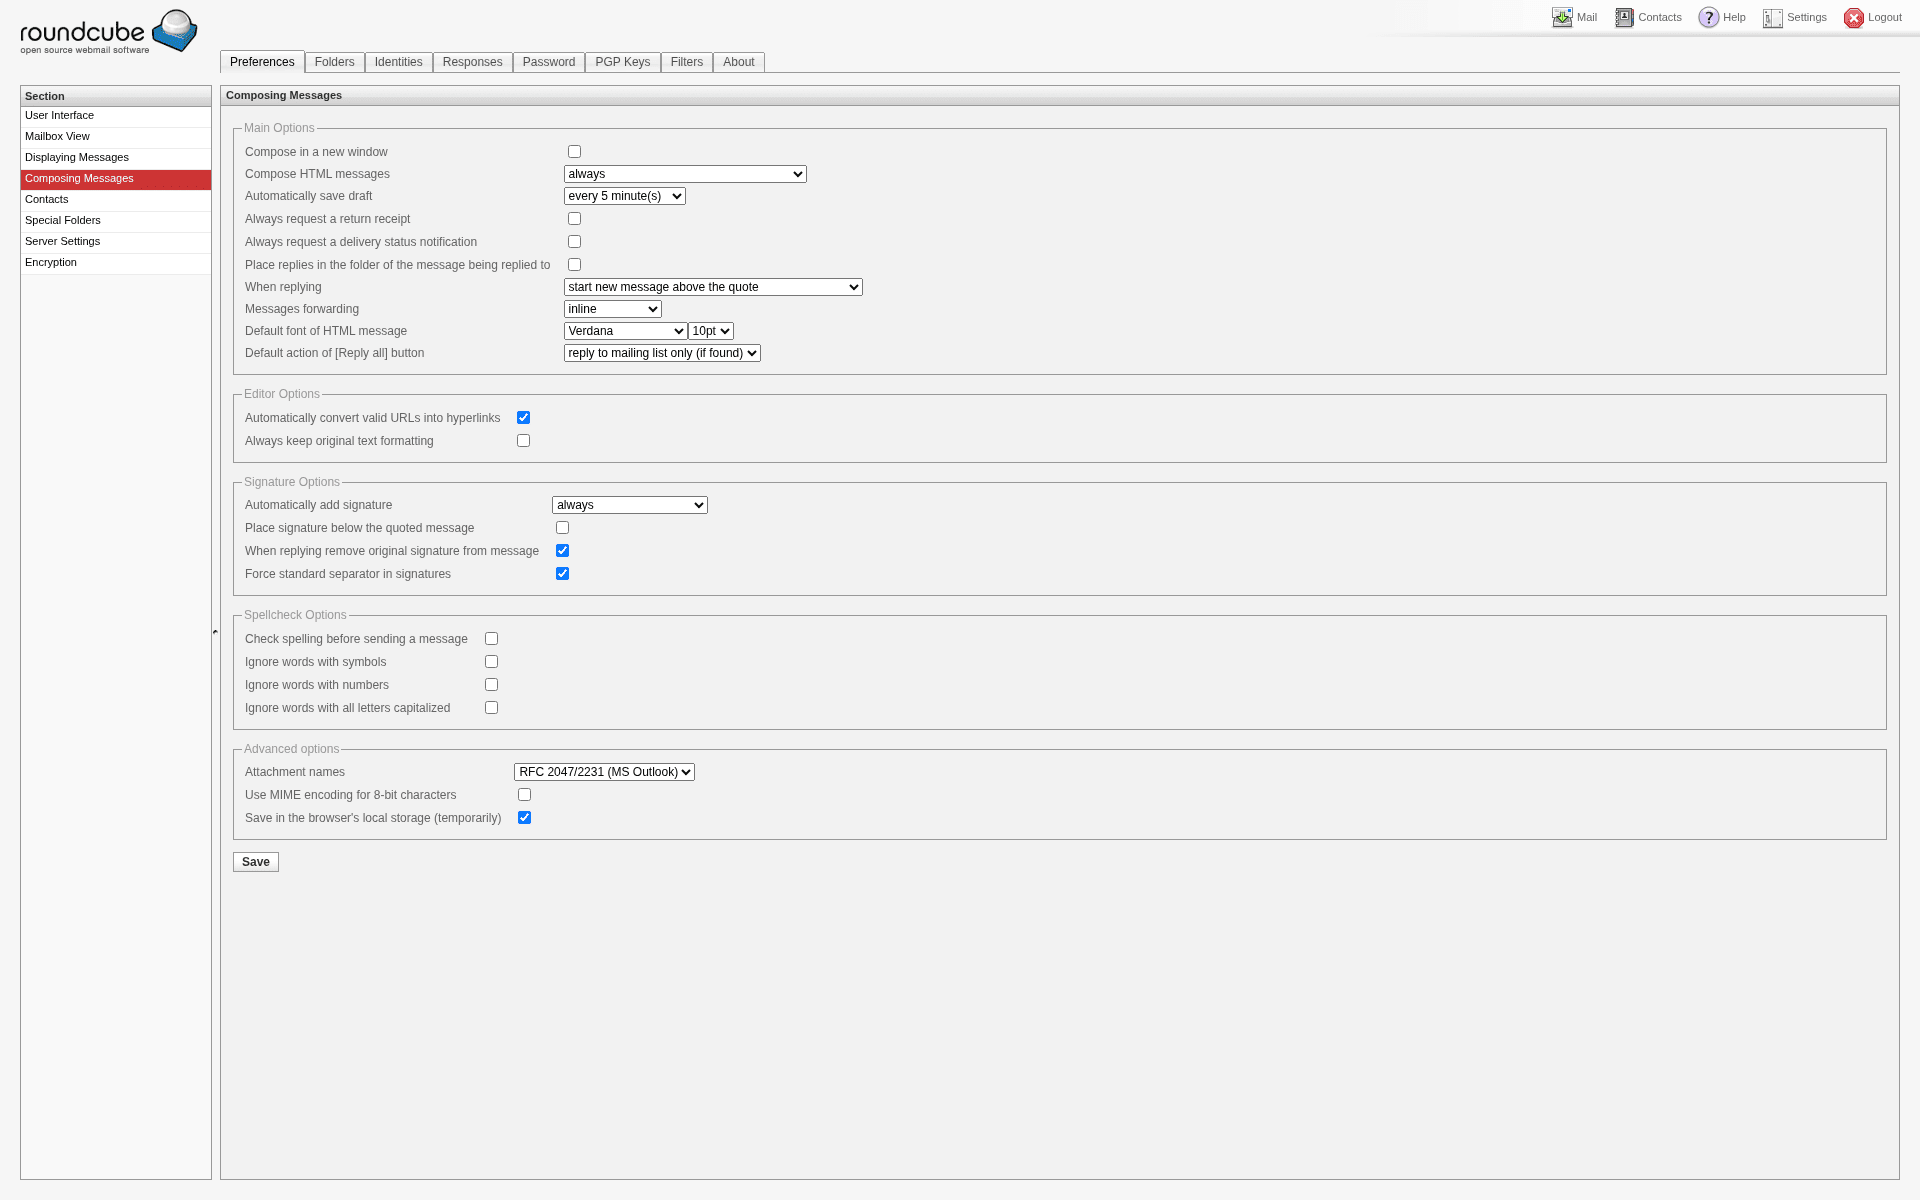 roundcube
open source webmail software
Mail Contacts Help Settings Logout
Preferences Folders Identities Responses Password PGP Keys Filters About
Section
User Interface
Mailbox View
Displaying Messages
Composing Messages
Contacts
Special Folders
Server Settings
Encryption
Composing Messages
Main Options
Compose in a new window
Compose HTML messages always
Automatically save draft every 5 minute(s)
Always request a return receipt
Always request a delivery status notification
Place replies in the folder of the message being replied to
When replying start new message above the quote
Messages forwarding inline
Default font of HTML message Verdana 10pt
Default action of [Reply all] button reply to mailing list only (if found)
Editor Options
Automatically convert valid URLs into hyperlinks
Always keep original text formatting
Signature Options
Automatically add signature always
Place signature below the quoted message
When replying remove original signature from message
Force standard separator in signatures
Spellcheck Options
Check spelling before sending a message
Ignore words with symbols
Ignore words with numbers
Ignore words with all letters capitalized
Advanced options
Attachment names RFC 2047/2231 (MS Outlook)
Use MIME encoding for 8-bit characters
Save in the browser's local storage (temporarily)
Save